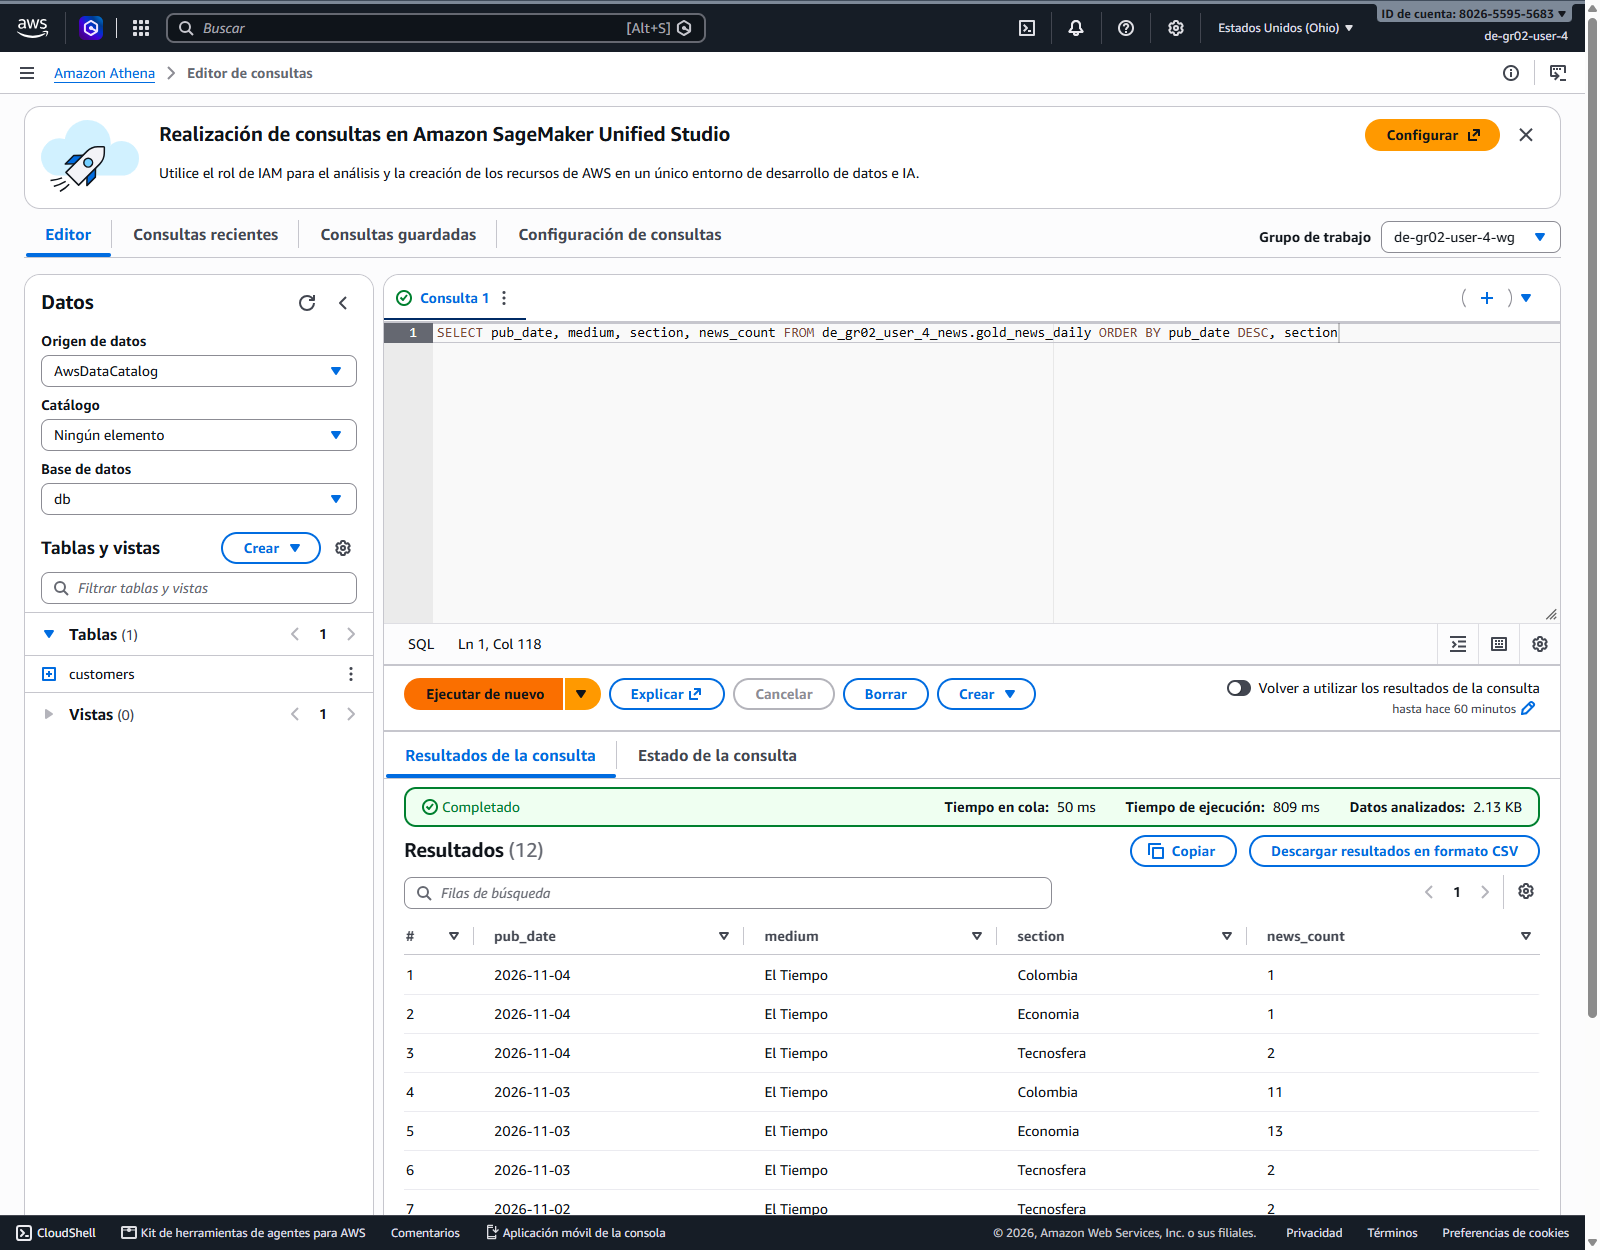 aws
Buscar [Alt+S]
Estados Unidos (Ohio)
ID de cuenta: 8026-5595-5683
de-gr02-user-4
Amazon Athena > Editor de consultas
Realización de consultas en Amazon SageMaker Unified Studio
Utilice el rol de IAM para el análisis y la creación de los recursos de AWS en un único entorno de desarrollo de datos e IA.
Configurar
Editor Consultas recientes Consultas guardadas Configuración de consultas
Grupo de trabajo de-gr02-user-4-wg
Datos
Origen de datos
AwsDataCatalog
Catálogo
Ningún elemento
Base de datos
db
Tablas y vistas Crear
Filtrar tablas y vistas
Tablas (1) 1
customers
Vistas (0) 1
Consulta 1
1 SELECT pub_date, medium, section, news_count FROM de_gr02_user_4_news.gold_news_daily ORDER BY pub_date DESC, section
SQL Ln 1, Col 118
Ejecutar de nuevo Explicar Cancelar Borrar Crear
Volver a utilizar los resultados de la consulta
hasta hace 60 minutos
Resultados de la consulta Estado de la consulta
Completado Tiempo en cola: 50 ms Tiempo de ejecución: 809 ms Datos analizados: 2.13 KB
Resultados (12) Copiar Descargar resultados en formato CSV
Filas de búsqueda 1
# pub_date medium section news_count
1 2026-11-04 El Tiempo Colombia 1
2 2026-11-04 El Tiempo Economia 1
3 2026-11-04 El Tiempo Tecnosfera 2
4 2026-11-03 El Tiempo Colombia 11
5 2026-11-03 El Tiempo Economia 13
6 2026-11-03 El Tiempo Tecnosfera 2
7 2026-11-02 El Tiempo Tecnosfera 2
CloudShell Kit de herramientas de agentes para AWS Comentarios Aplicación móvil de la consola © 2026, Amazon Web Services, Inc. o sus filiales. Privacidad Términos Preferencias de cookies